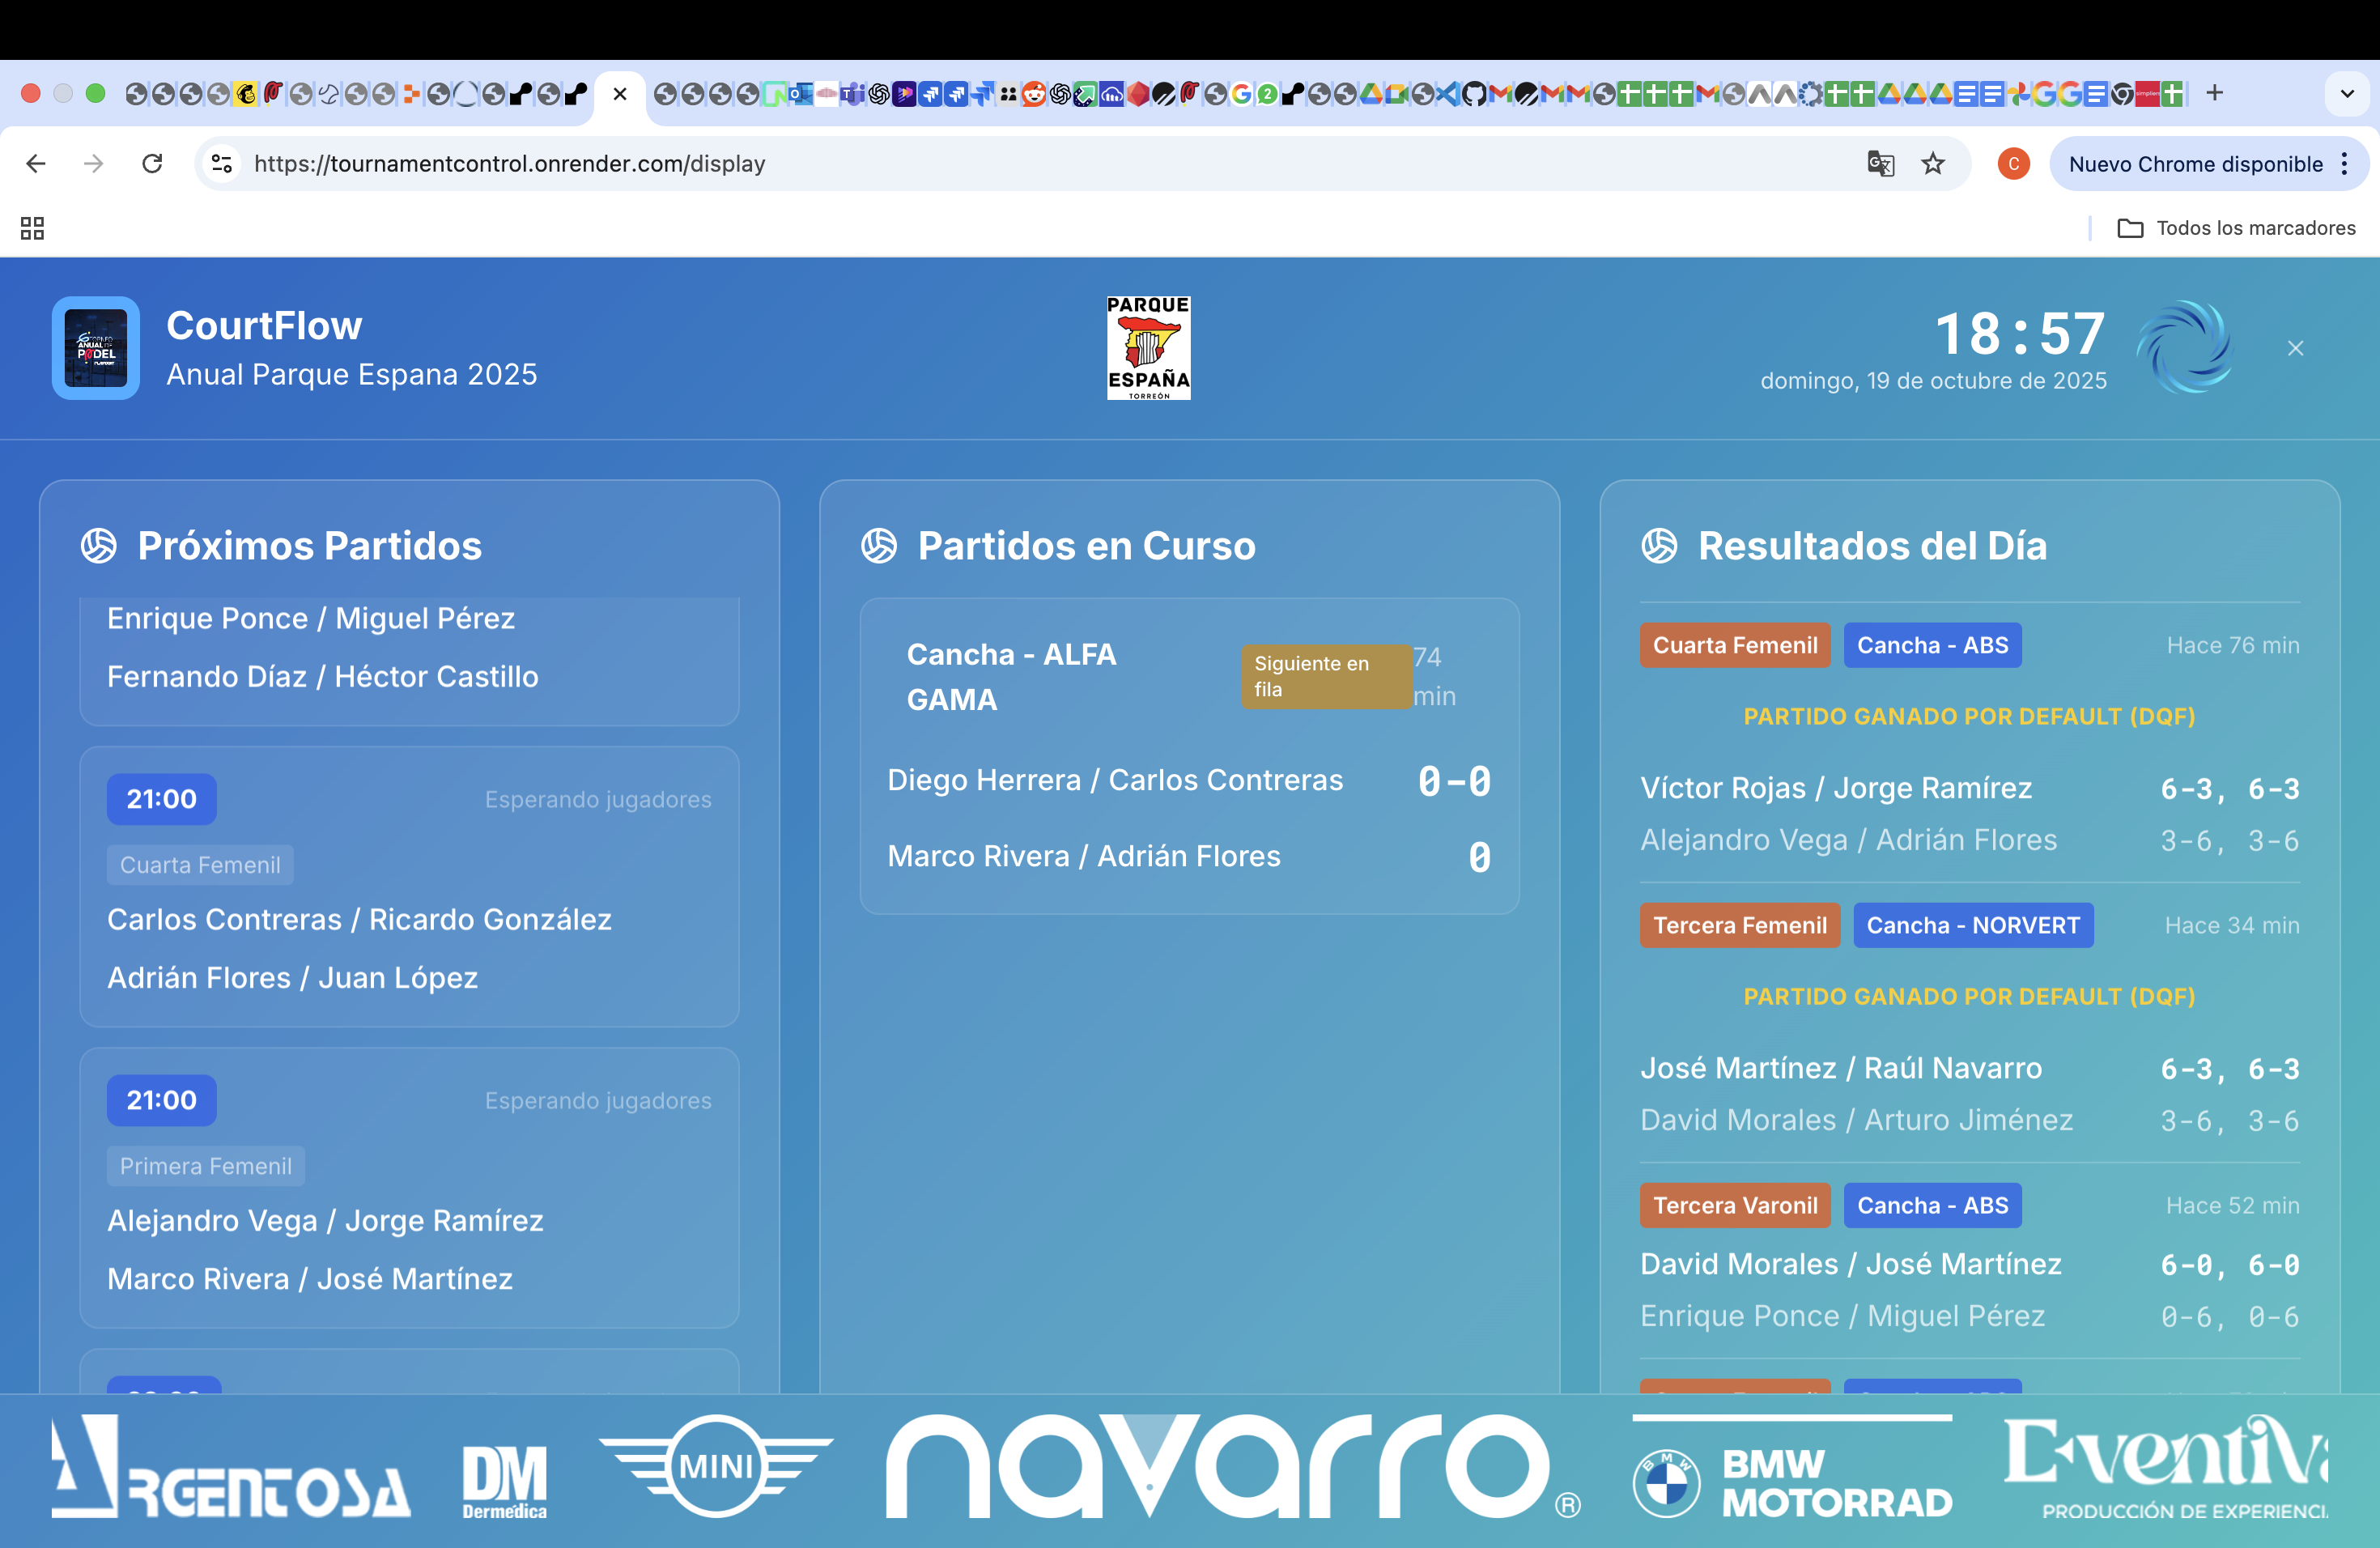 https://tournamentcontrol.onrender.com/display
C
Nuevo Chrome disponible
Todos los marcadores
CourtFlow
Anual Parque Espana 2025
PARQUE
ESPAÑA
TORREÓN
18:57
domingo, 19 de octubre de 2025
Próximos Partidos
Enrique Ponce / Miguel Pérez
Fernando Díaz / Héctor Castillo
21:00
Esperando jugadores
Cuarta Femenil
Carlos Contreras / Ricardo González
Adrián Flores / Juan López
21:00
Esperando jugadores
Primera Femenil
Alejandro Vega / Jorge Ramírez
Marco Rivera / José Martínez
Partidos en Curso
Cancha - ALFA
GAMA
Siguiente en
fila
74
min
Diego Herrera / Carlos Contreras 0-0
Marco Rivera / Adrián Flores 0
Resultados del Día
Cuarta Femenil Cancha - ABS Hace 76 min
PARTIDO GANADO POR DEFAULT (DQF)
Víctor Rojas / Jorge Ramírez 6-3, 6-3
Alejandro Vega / Adrián Flores 3-6, 3-6
Tercera Femenil Cancha - NORVERT Hace 34 min
PARTIDO GANADO POR DEFAULT (DQF)
José Martínez / Raúl Navarro 6-3, 6-3
David Morales / Arturo Jiménez 3-6, 3-6
Tercera Varonil Cancha - ABS Hace 52 min
David Morales / José Martínez 6-0, 6-0
Enrique Ponce / Miguel Pérez 0-6, 0-6
ARGENTOSA
DM
Dermédica
MINI
navarro®
BMW
BMW
MOTORRAD
PRODUCCIÓN DE